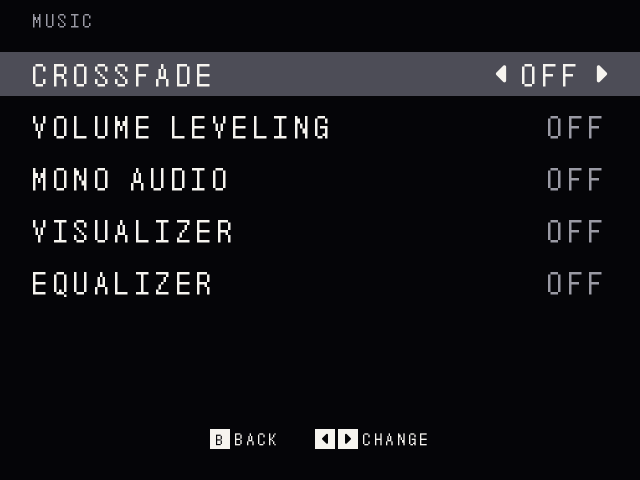 MUSIC
CROSSFADE OFF
VOLUME LEVELING OFF
MONO AUDIO OFF
VISUALIZER OFF
EQUALIZER OFF
B BACK CHANGE